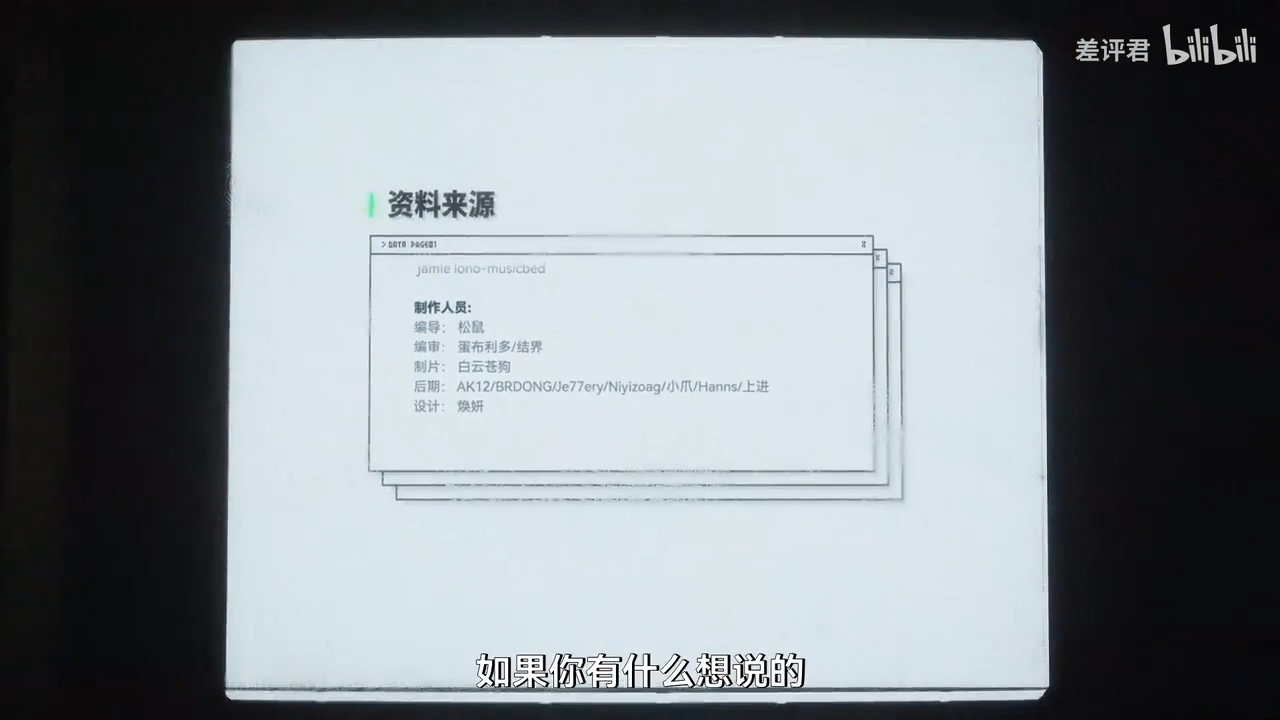 差评君 bilibili
资料来源
>DATA PAGE01 X
X
X
jamie lono-musicbed
制作人员:
编导: 松鼠
编审: 蛋布利多/结界
制片: 白云苍狗
后期: AK12/BRDONG/Je77ery/Niyizoag/小爪/Hanns/上进
设计: 焕妍
如果你有什么想说的